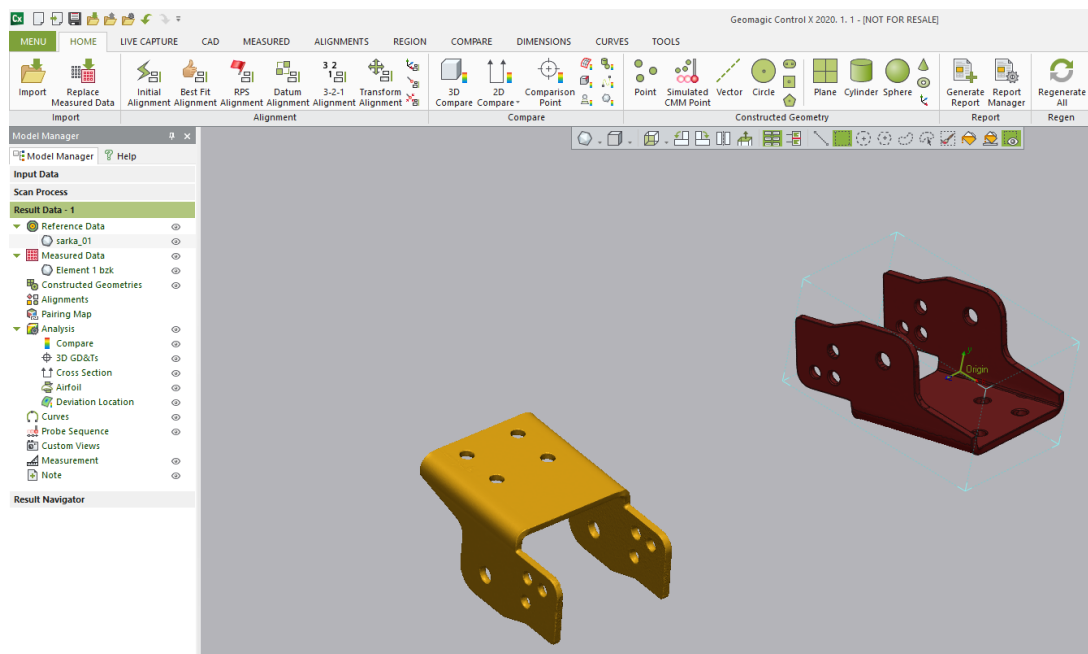 Cx
Geomagic Control X 2020. 1. 1 - [NOT FOR RESALE]
MENU HOME LIVE CAPTURE CAD MEASURED ALIGNMENTS REGION COMPARE DIMENSIONS CURVES TOOLS
3 2
1
Import Replace Initial Best Fit RPS Datum 3-2-1 Transform 3D 2D Comparison Point Simulated Vector Circle Plane Cylinder Sphere Generate Report Regenerate
Measured Data Alignment Alignment Alignment Alignment Alignment Alignment Compare Compare Point CMM Point Report Manager All
Import Alignment Compare Constructed Geometry Report Regen
Model Manager
Model Manager Help
Input Data
Scan Process
Result Data - 1
Reference Data
sarka_01
Measured Data
Element 1 bzk
Constructed Geometries
Alignments
Pairing Map
Analysis
Compare
3D GD&Ts
Cross Section
Airfoil
Deviation Location
Curves
Probe Sequence
Custom Views
Measurement
Note
Result Navigator
y
Origin